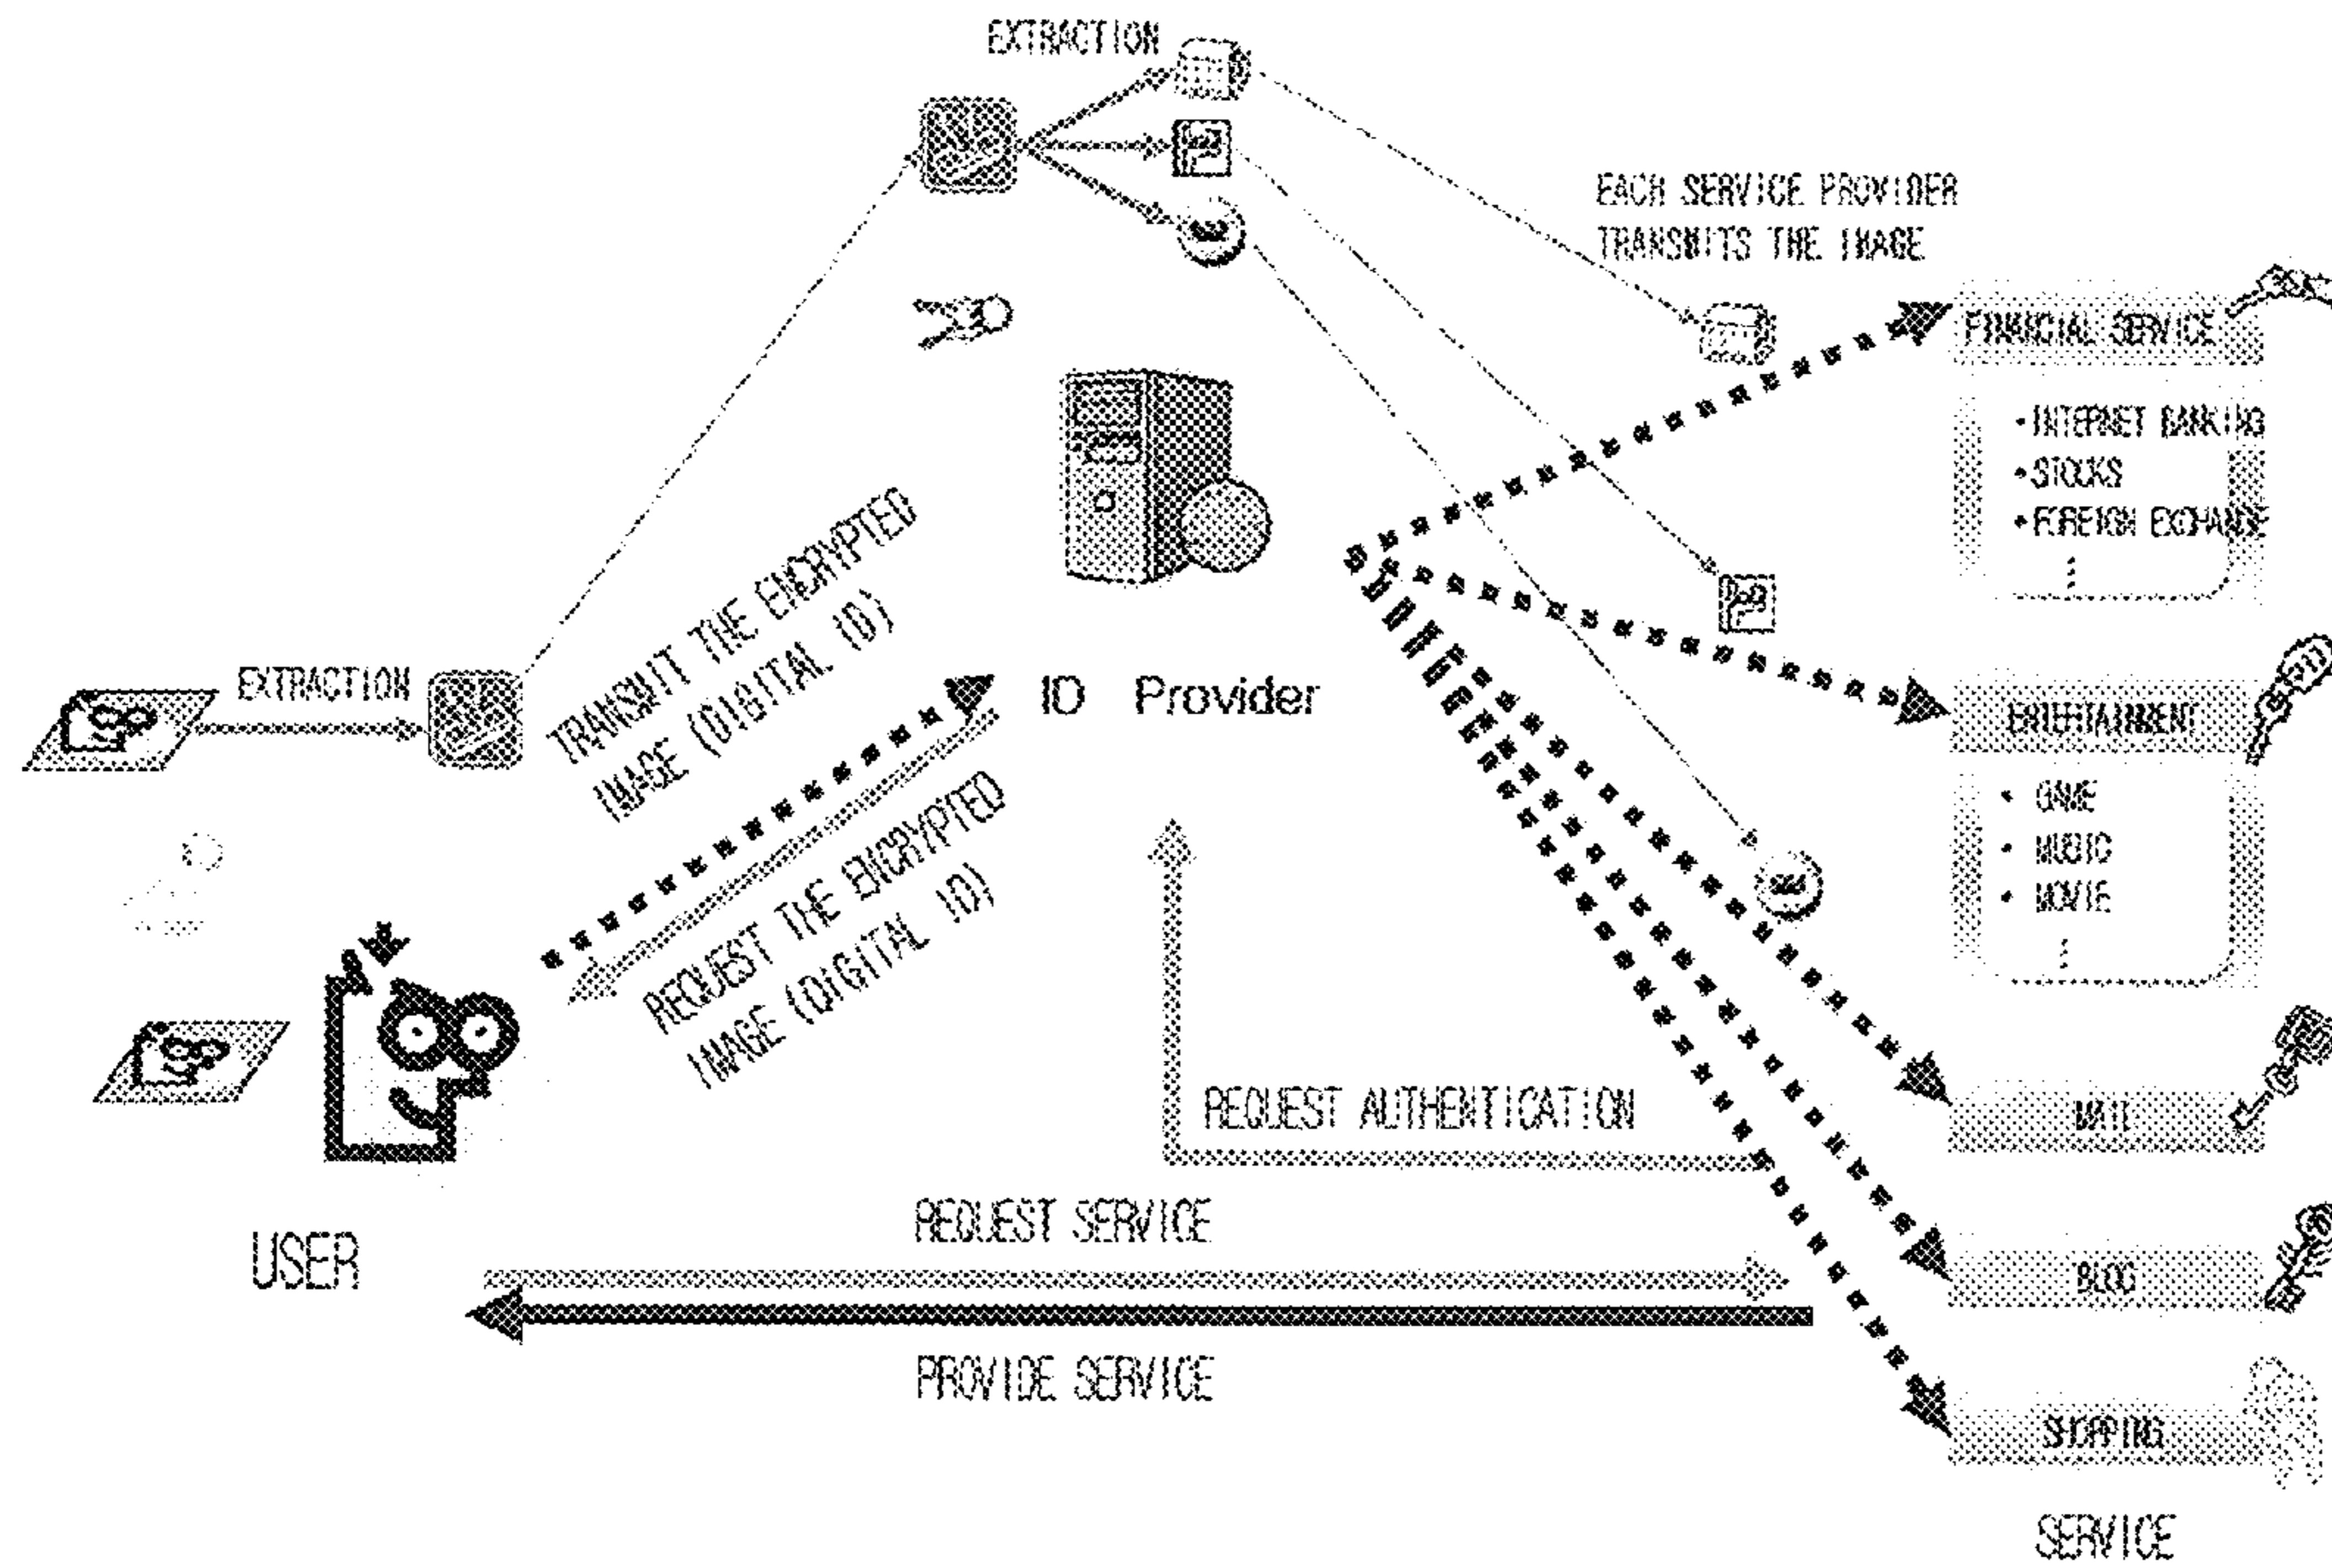 EXTRACTION
EACH SERVICE PROVIDER
TRANSMITS THE IMAGE
FINANCIAL SERVICE
• INTERNET BANKING
• STOCKS
• FOREIGN EXCHANGE
EXTRACTION
TRANSMIT THE ENCRYPTED
IMAGE (DIGITAL ID)
ID Provider
REQUEST THE ENCRYPTED
IMAGE (DIGITAL ID)
ENTERTAINMENT
• GAME
• MUSIC
• MOVIE
REQUEST AUTHENTICATION
MAIL
REQUEST SERVICE
USER
BLOG
PROVIDE SERVICE
SHOPPING
SERVICE